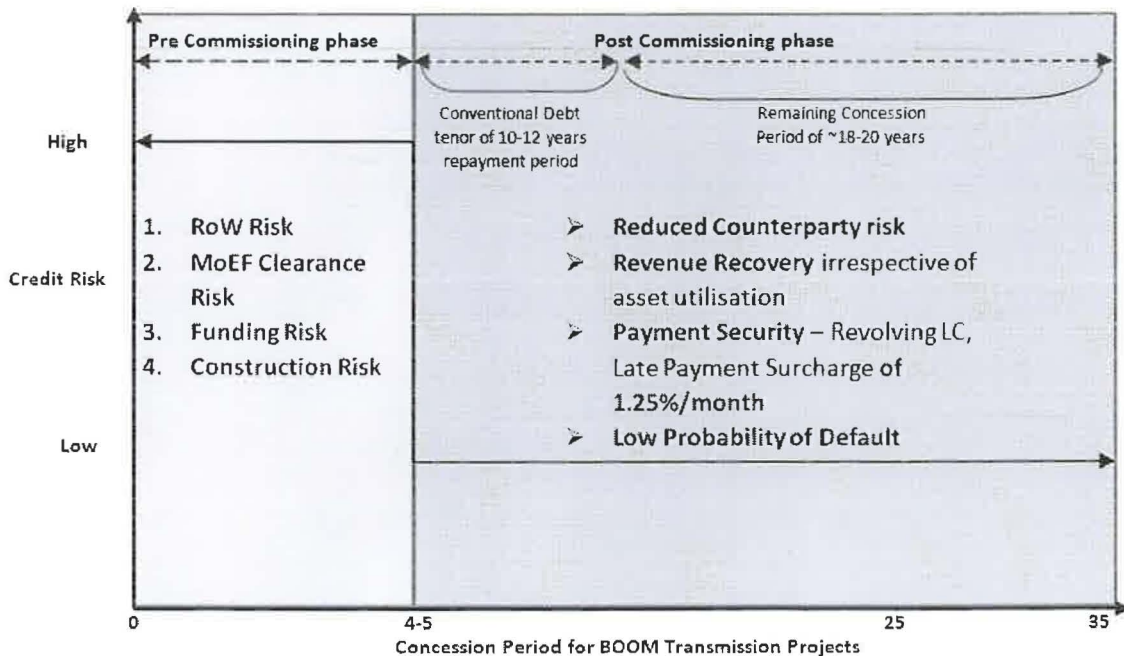 Pre Commissioning phase
Post Commissioning phase
Conventional Debt
tenor of 10-12 years
repayment period
Remaining Concession
Period of ~18-20 years
High
Credit Risk
Low
1. RoW Risk
2. MoEF Clearance
Risk
3. Funding Risk
4. Construction Risk
➢ Reduced Counterparty risk
➢ Revenue Recovery irrespective of
asset utilisation
➢ Payment Security – Revolving LC,
Late Payment Surcharge of
1.25%/month
➢ Low Probability of Default
0
4-5
25
35
Concession Period for BOOM Transmission Projects